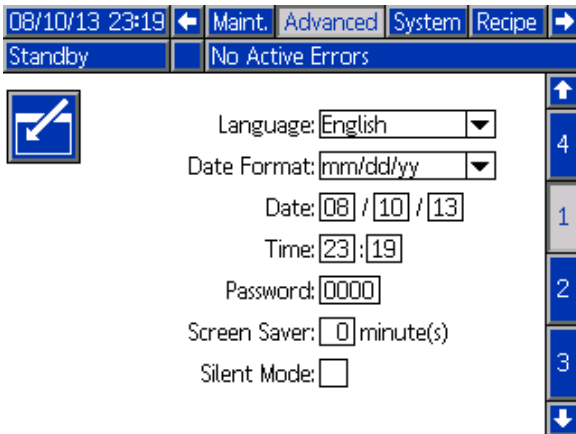 08/10/13 23:19 Maint. Advanced System Recipe
Standby No Active Errors
Language: English
4
Date Format: mm/dd/yy
Date: 08 / 10 / 13
1
Time: 23 : 19
Password: 0000
2
Screen Saver: 0 minute(s)
3
Silent Mode: